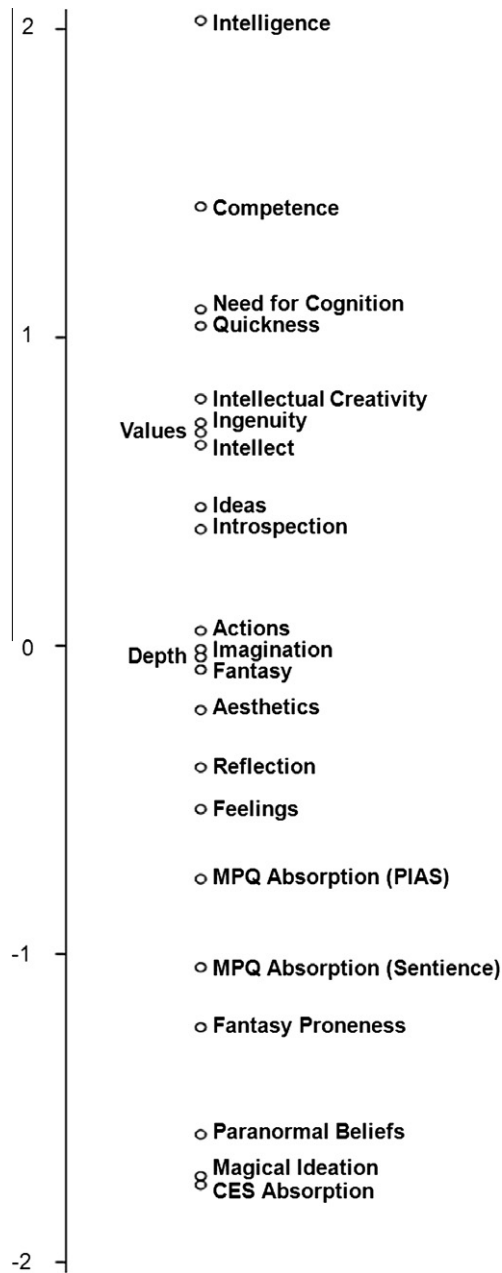 2
Intelligence
Competence
Need for Cognition
1
Quickness
Intellectual Creativity
Ingenuity
Values
Intellect
Ideas
Introspection
Actions
0
Imagination
Depth
Fantasy
Aesthetics
Reflection
Feelings
MPQ Absorption (PIAS)
-1
MPQ Absorption (Sentience)
Fantasy Proneness
Paranormal Beliefs
Magical Ideation
CES Absorption
-2